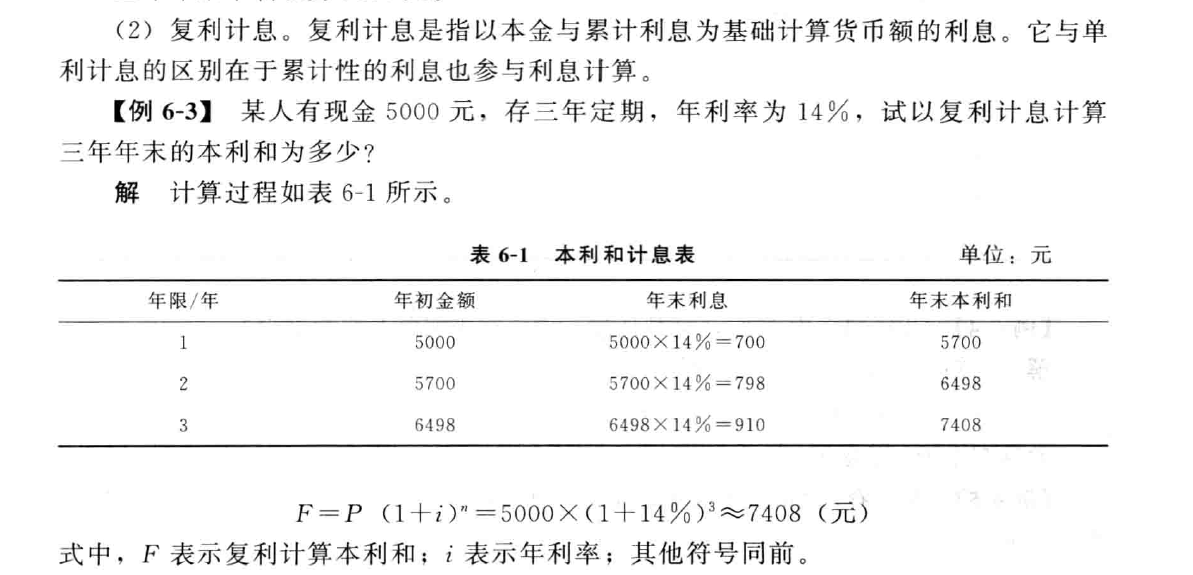 （2）复利计息。复利计息是指以本金与累计利息为基础计算货币额的利息。它与单
利计息的区别在于累计性的利息也参与利息计算。
【例 6-3】 某人有现金 5000 元，存三年定期，年利率为 14%，试以复利计息计算
三年年末的本利和为多少？
解 计算过程如表 6-1 所示。
表 6-1 本利和计息表 单位：元
年限/年 年初金额 年末利息 年末本利和
1 5000 5000×14%=700 5700
2 5700 5700×14%=798 6498
3 6498 6498×14%=910 7408
F=P （1+i)ⁿ=5000×(1+14%)³≈7408（元）
式中，F 表示复利计算本利和；i 表示年利率；其他符号同前。